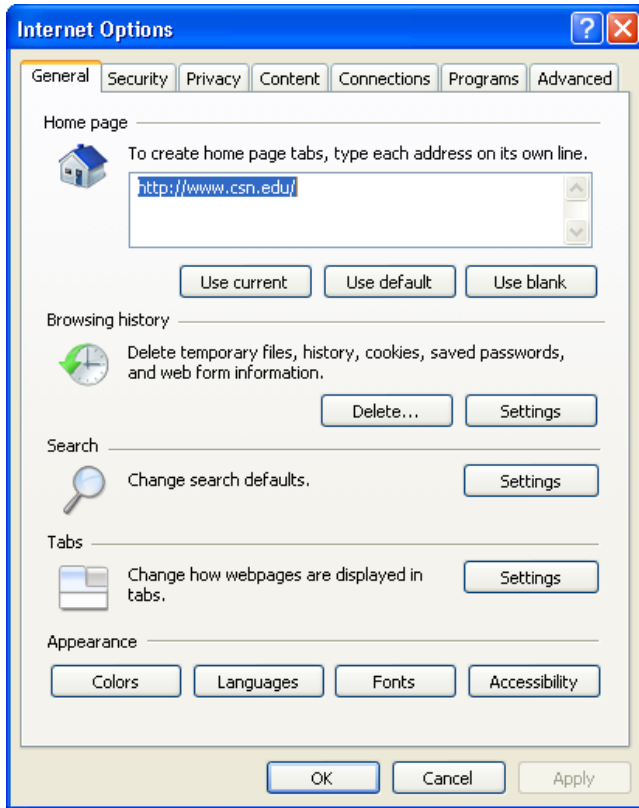 Internet Options
General Security Privacy Content Connections Programs Advanced
Home page
To create home page tabs, type each address on its own line.
http://www.csn.edu/
Use current Use default Use blank
Browsing history
Delete temporary files, history, cookies, saved passwords,
and web form information.
Delete... Settings
Search
Change search defaults. Settings
Tabs
Change how webpages are displayed in
tabs.
Settings
Appearance
Colors Languages Fonts Accessibility
OK Cancel Apply